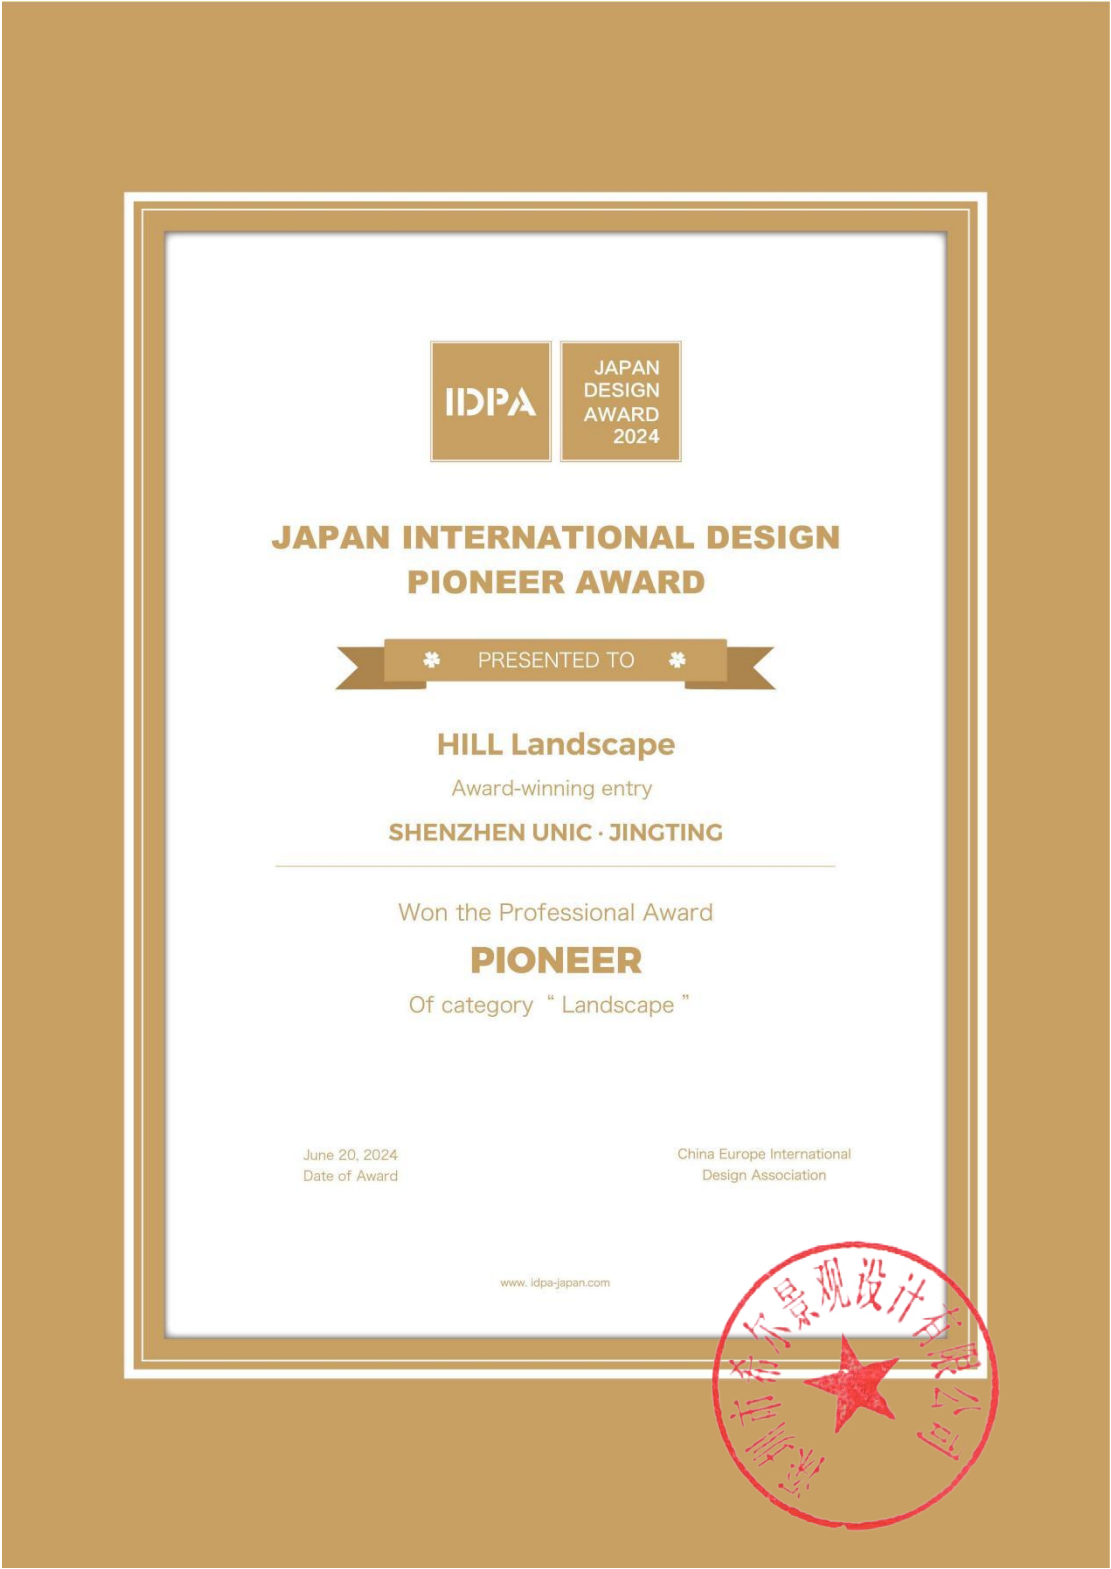 IDPA
JAPAN
DESIGN
AWARD
2024
JAPAN INTERNATIONAL DESIGN
PIONEER AWARD
PRESENTED TO
HILL Landscape
Award-winning entry
SHENZHEN UNIC · JINGTING
Won the Professional Award
PIONEER
Of category “ Landscape ”
June 20, 2024
Date of Award
China Europe International
Design Association
www. idpa-japan.com
深圳市希尔景观设计有限公司